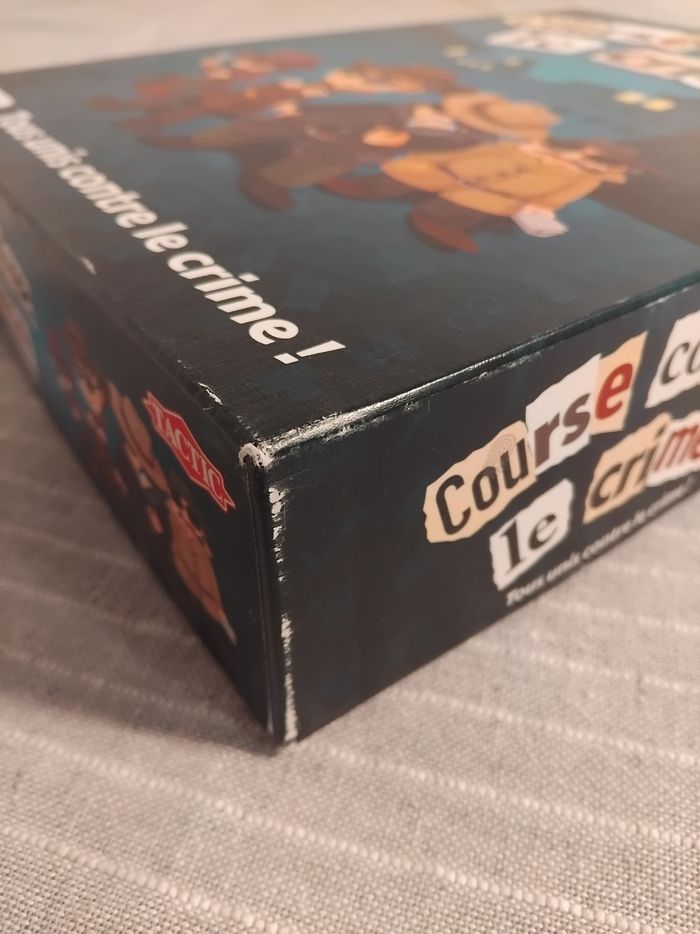 Tous unis contre le crime !
TACTIC
Course co
le crime
Tous unis contre le crime !